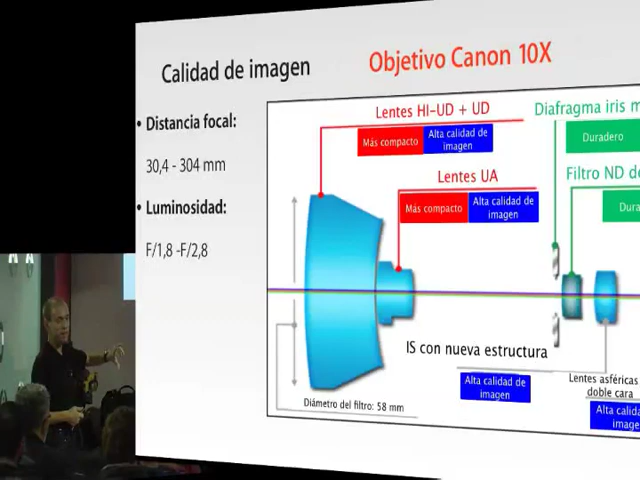 Calidad de imagen
Objetivo Canon 10X
• Distancia focal:
30,4 - 304 mm
• Luminosidad:
F/1,8 -F/2,8
Lentes HI-UD + UD
Más compacto
Alta calidad de
imagen
Lentes UA
Más compacto
Alta calidad de
imagen
Diafragma iris m
Duradero
Filtro ND de
Dura
IS con nueva estructura
Alta calidad de
imagen
Lentes asféricas
doble cara
Alta calida
image
Diámetro del filtro: 58 mm